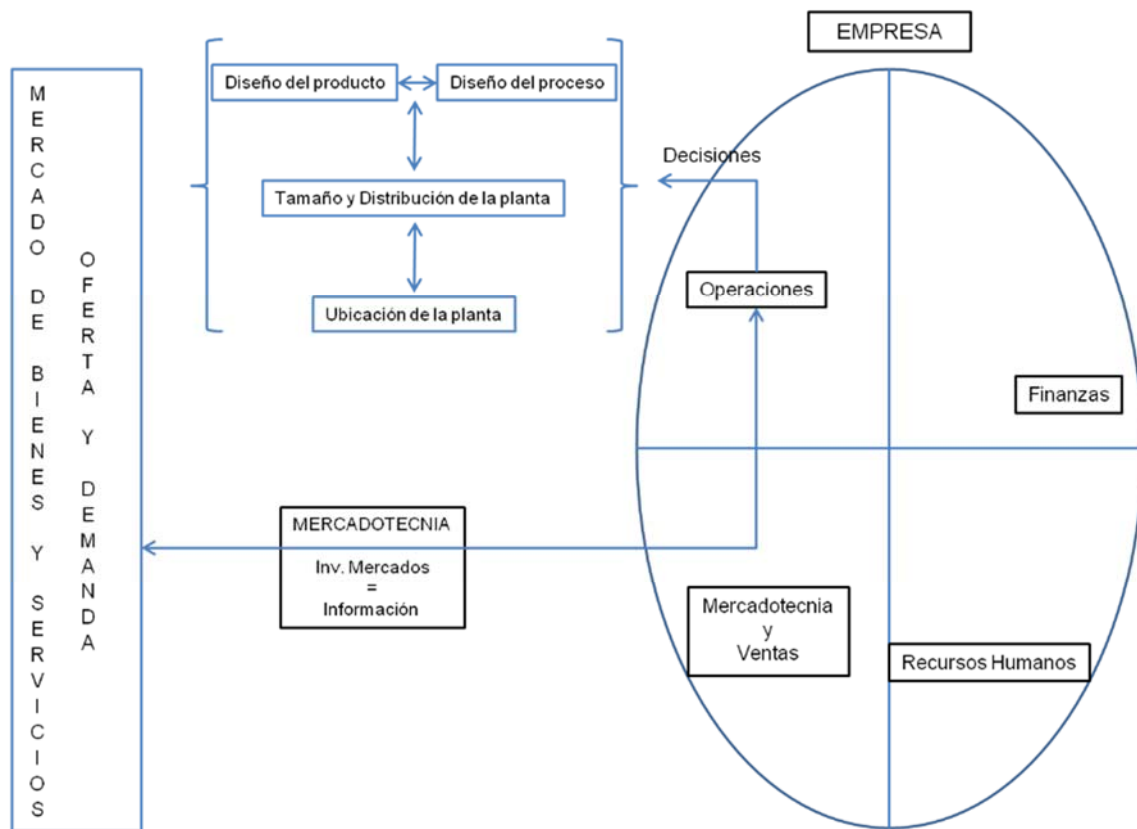 EMPRESA
MERCADO DE BIENES Y SERVICIOS
OFERTA Y DEMANDA
Diseño del producto
Diseño del proceso
Tamaño y Distribución de la planta
Ubicación de la planta
Decisiones
Operaciones
Finanzas
MERCADOTECNIA
Inv. Mercados
=
Información
Mercadotecnia
y
Ventas
Recursos Humanos